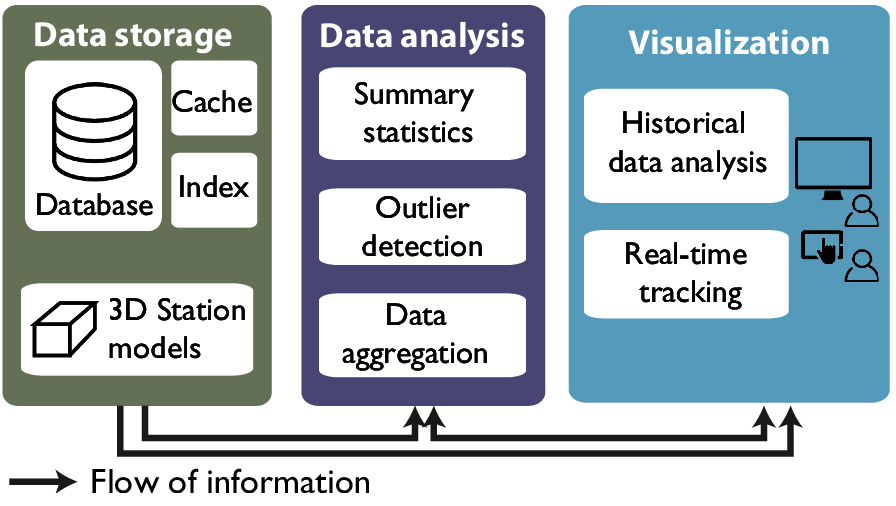 Data storage
Database
Cache
Index
3D Station
models
Data analysis
Summary
statistics
Outlier
detection
Data
aggregation
Visualization
Historical
data analysis
Real-time
tracking
Flow of information